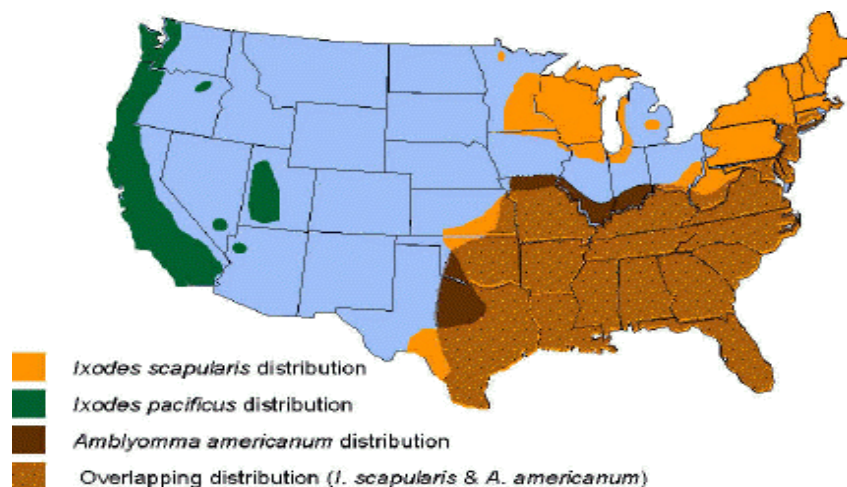 Ixodes scapularis distribution
Ixodes pacificus distribution
Amblyomma americanum distribution
Overlapping distribution (I. scapularis & A. americanum)